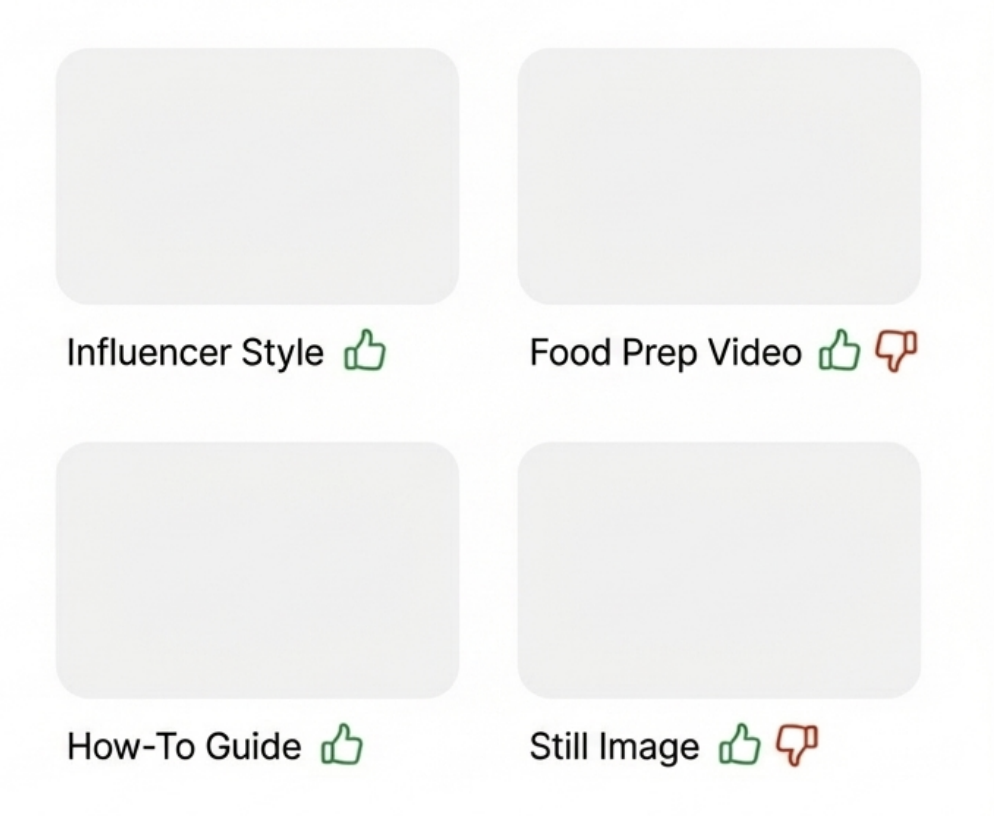 Influencer Style
Food Prep Video
How-To Guide
Still Image